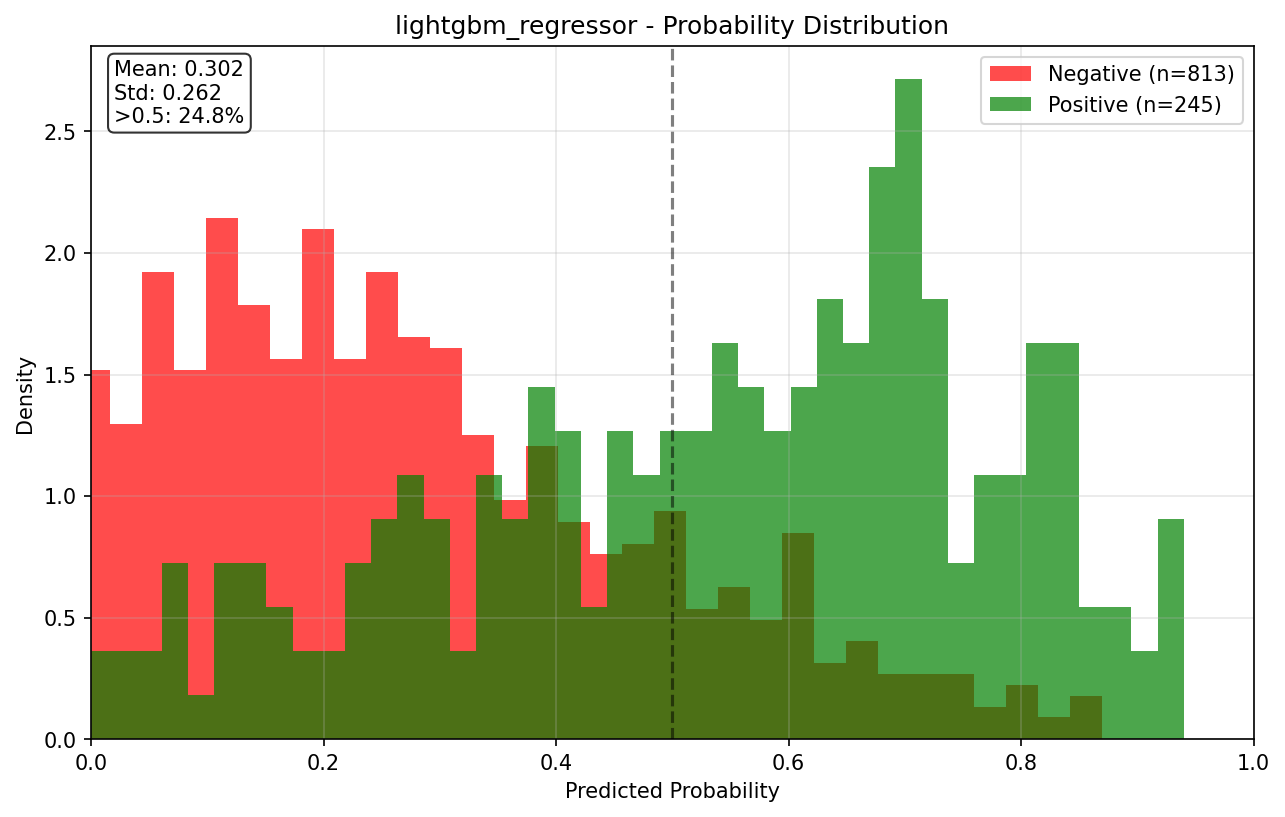 lightgbm_regressor - Probability Distribution
Mean: 0.302
Std: 0.262
>0.5: 24.8%
Negative (n=813)
Positive (n=245)
Density
2.5
2.0
1.5
1.0
0.5
0.0
0.0 0.2 0.4 0.6 0.8 1.0
Predicted Probability